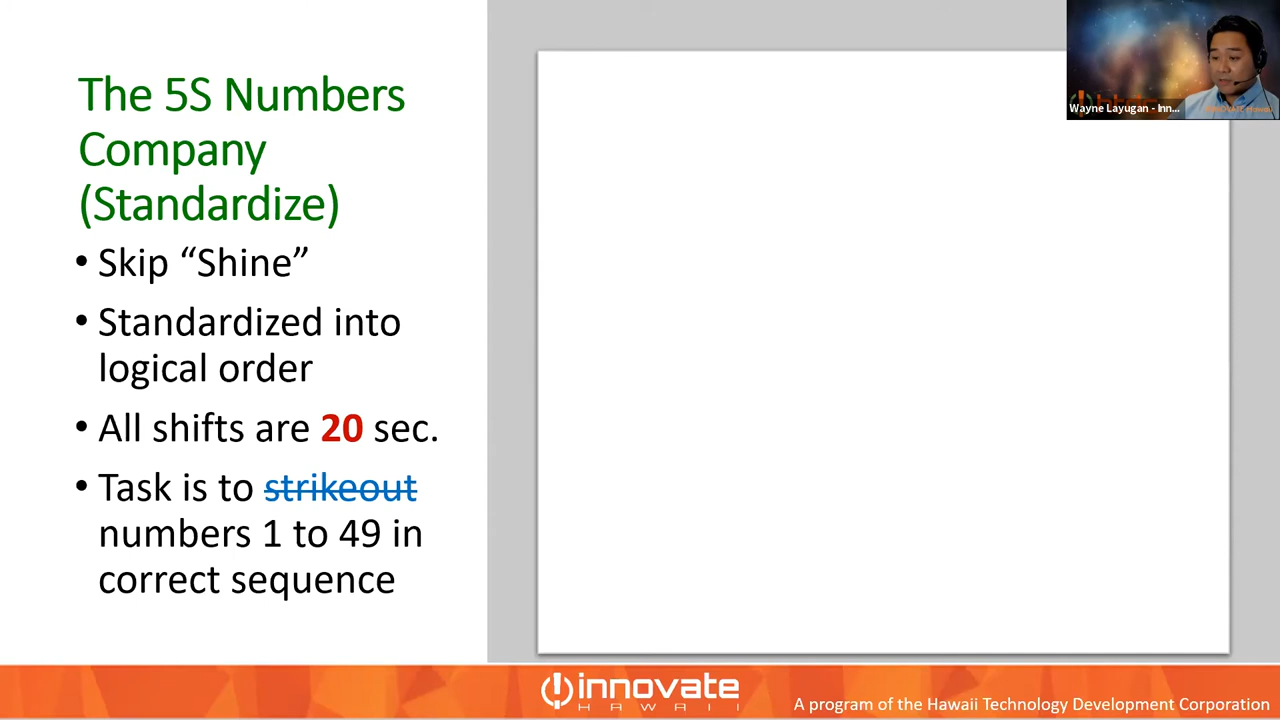 The 5S Numbers
Company
(Standardize)
• Skip “Shine”
• Standardized into
logical order
• All shifts are 20 sec.
• Task is to strikeout
numbers 1 to 49 in
correct sequence
Wayne Layugan - Inn...
innovate
HAWAII
A program of the Hawaii Technology Development Corporation